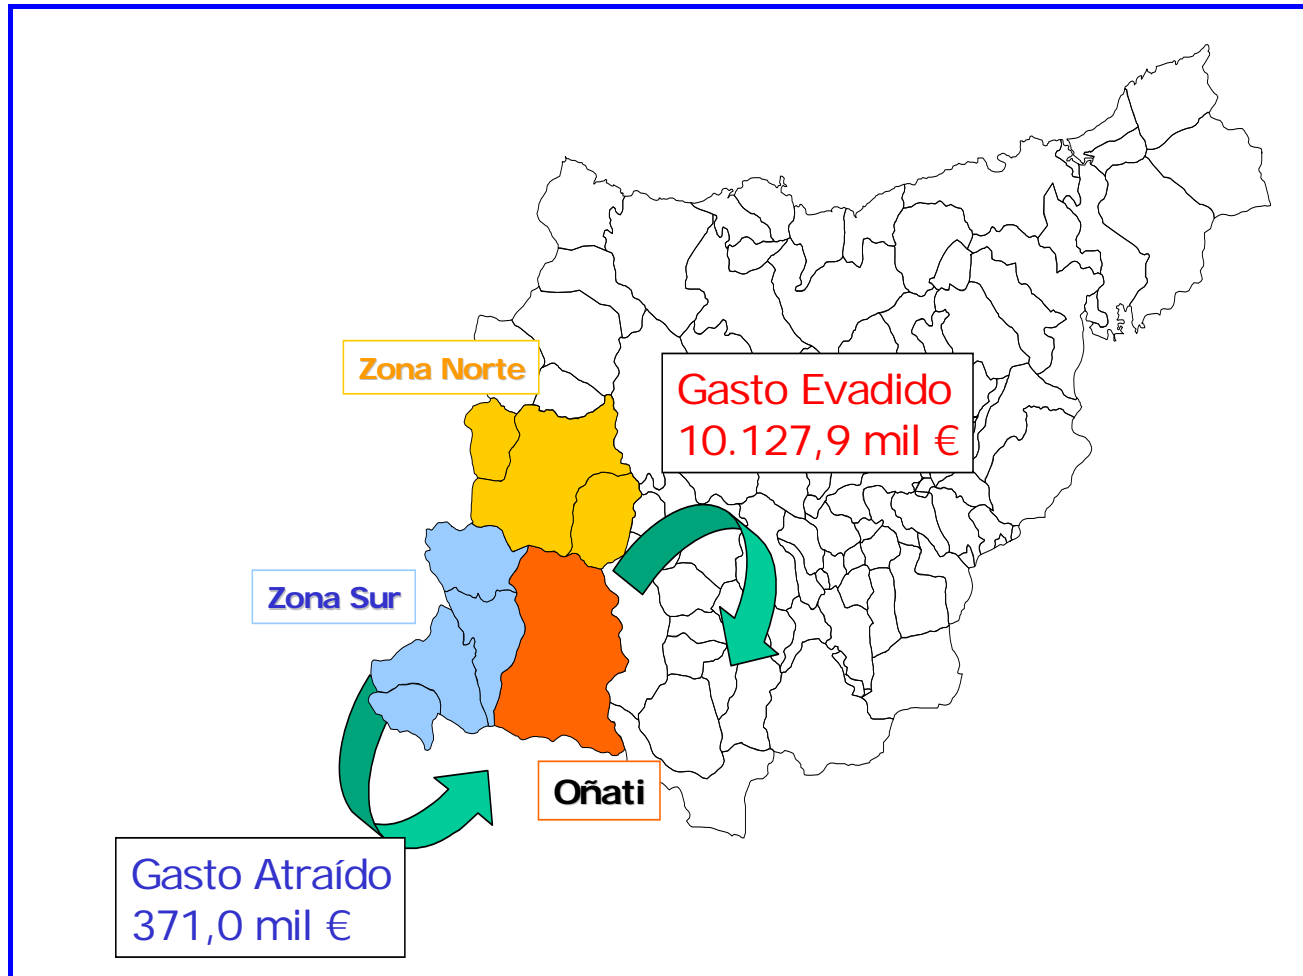 Zona Norte
Gasto Evadido
10.127,9 mil €
Zona Sur
Oñati
Gasto Atraído
371,0 mil €